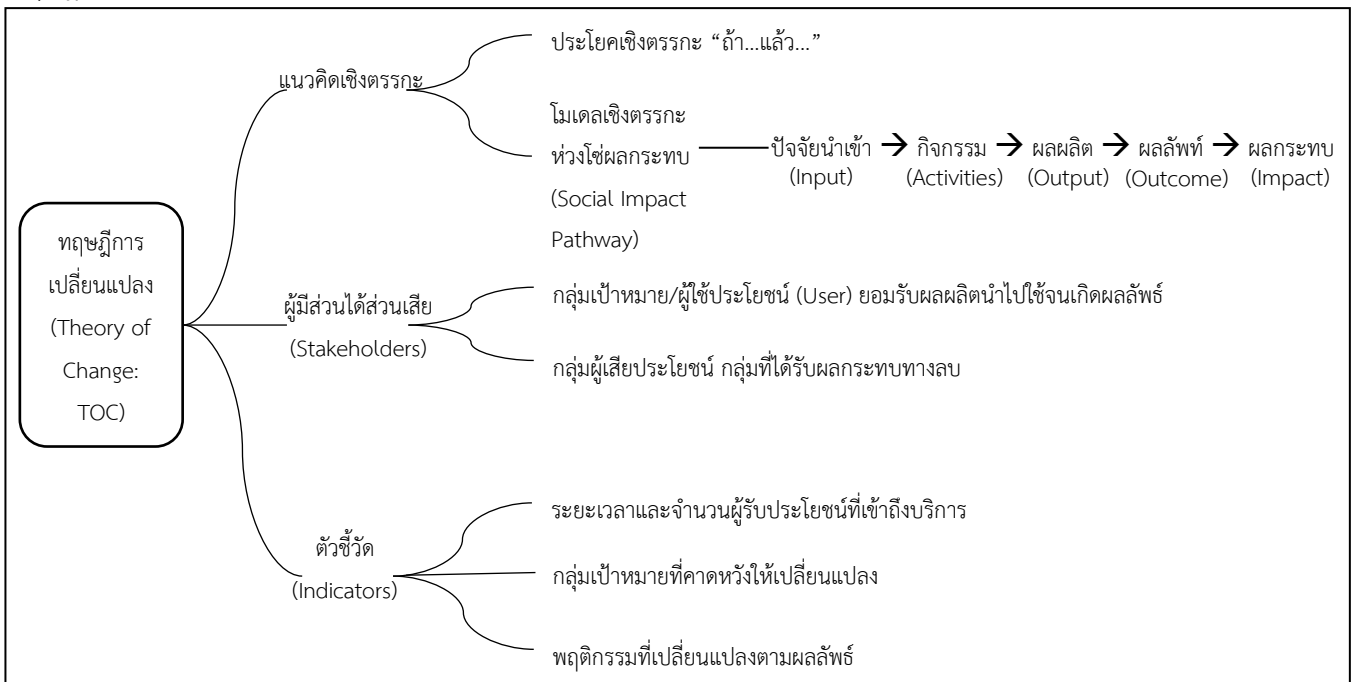 ทฤษฎีการ
เปลี่ยนแปลง
(Theory of
Change:
TOC)
แนวคิดเชิงตรรกะ
ประโยคเชิงตรรกะ “ถ้า...แล้ว...”
โมเดลเชิงตรรกะ
ห่วงโซ่ผลกระทบ
(Social Impact
Pathway)
ปัจจัยนำเข้า → กิจกรรม → ผลผลิต → ผลลัพท์ → ผลกระทบ
(Input) (Activities) (Output) (Outcome) (Impact)
ผู้มีส่วนได้ส่วนเสีย
(Stakeholders)
กลุ่มเป้าหมาย/ผู้ใช้ประโยชน์ (User) ยอมรับผลผลิตนำไปใช้จนเกิดผลลัพธ์
กลุ่มผู้เสียประโยชน์ กลุ่มที่ได้รับผลกระทบทางลบ
ตัวชี้วัด
(Indicators)
ระยะเวลาและจำนวนผู้รับประโยชน์ที่เข้าถึงบริการ
กลุ่มเป้าหมายที่คาดหวังให้เปลี่ยนแปลง
พฤติกรรมที่เปลี่ยนแปลงตามผลลัพธ์